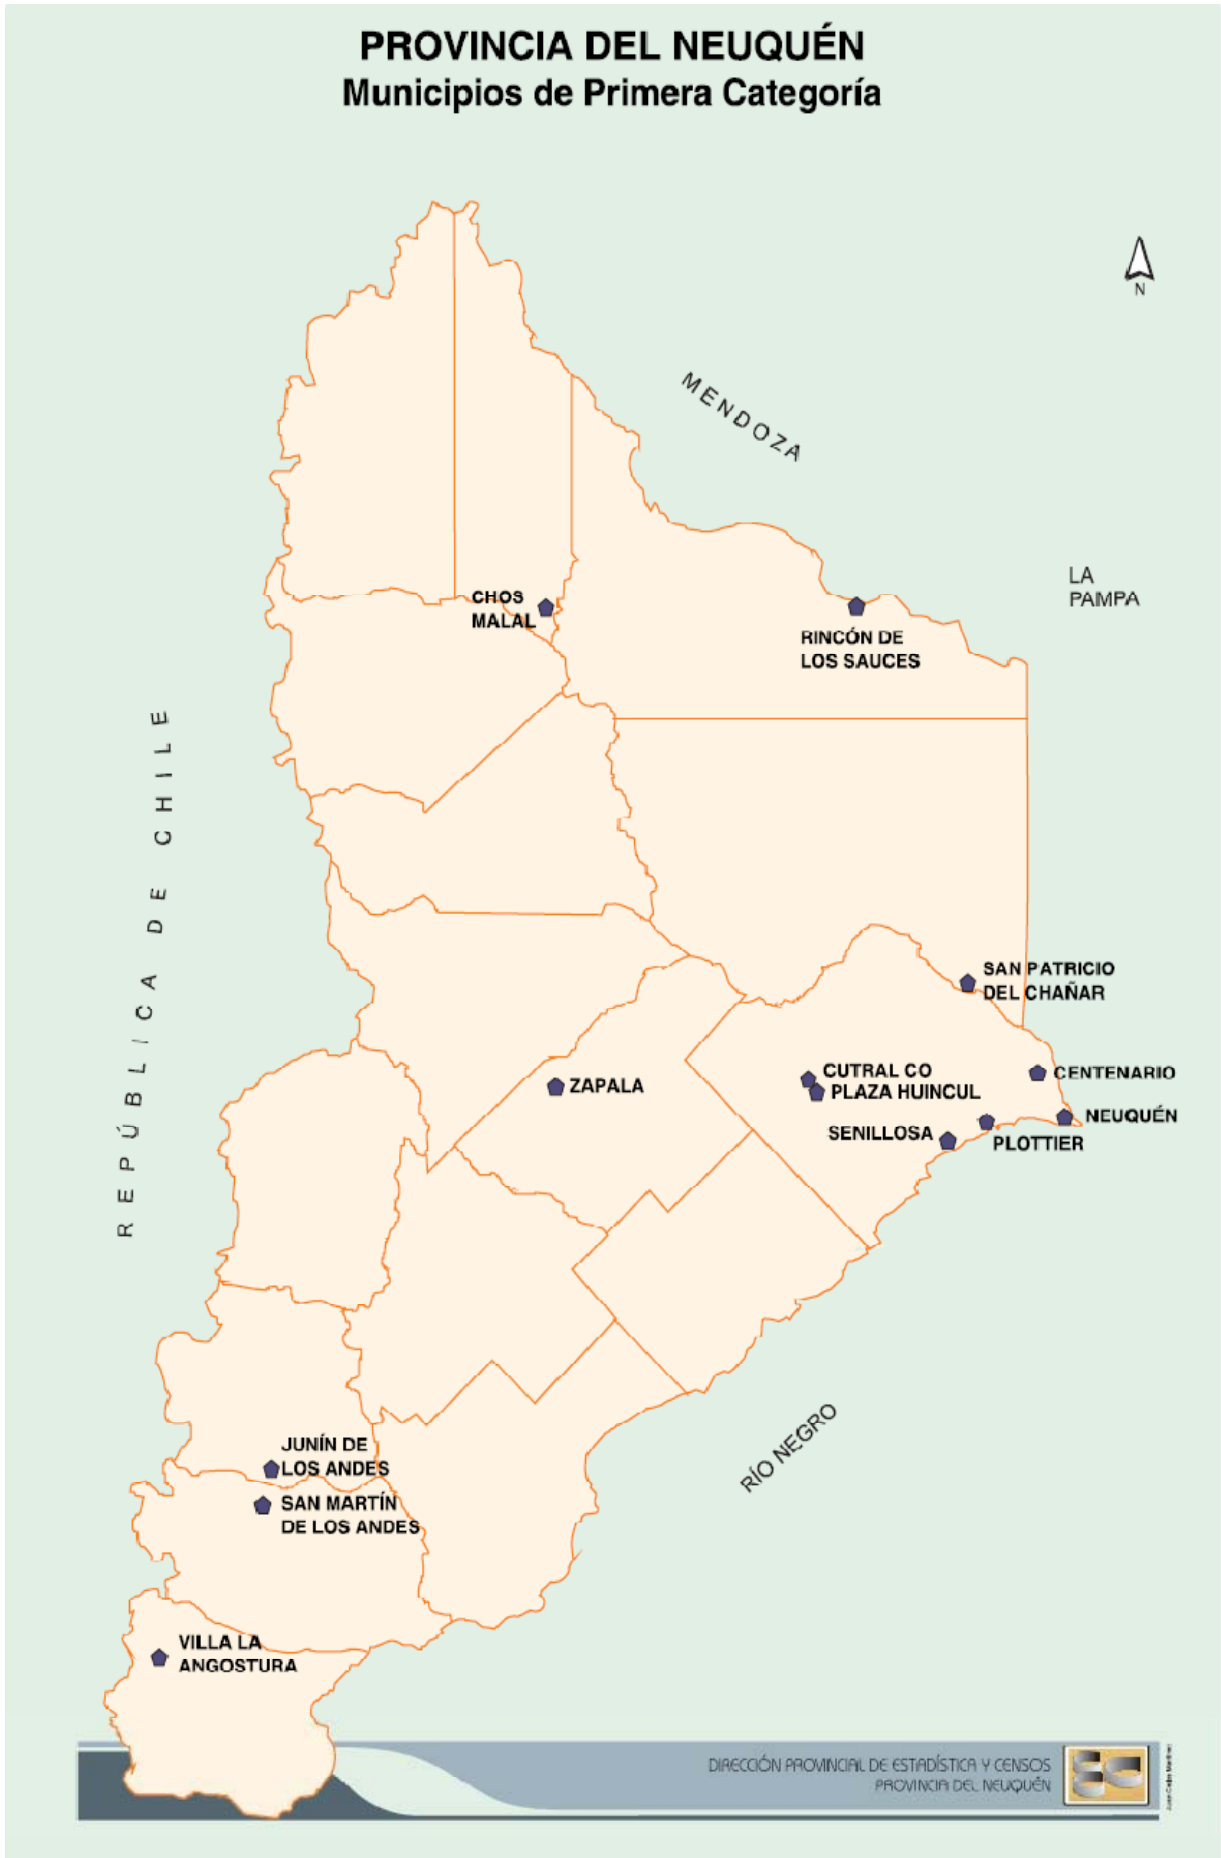 PROVINCIA DEL NEUQUÉN
Municipios de Primera Categoría
N
MENDOZA
LA
PAMPA
CHOS
MALAL
RINCÓN DE
LOS SAUCES
REPÚBLICA DE CHILE
SAN PATRICIO
DEL CHAÑAR
CUTRAL CO
PLAZA HUINCUL
CENTENARIO
ZAPALA
NEUQUÉN
SENILLOSA
PLOTTIER
RÍO NEGRO
JUNÍN DE
LOS ANDES
SAN MARTÍN
DE LOS ANDES
VILLA LA
ANGOSTURA
DIRECCIÓN PROVINCIAL DE ESTADÍSTICA Y CENSOS
PROVINCIA DEL NEUQUÉN